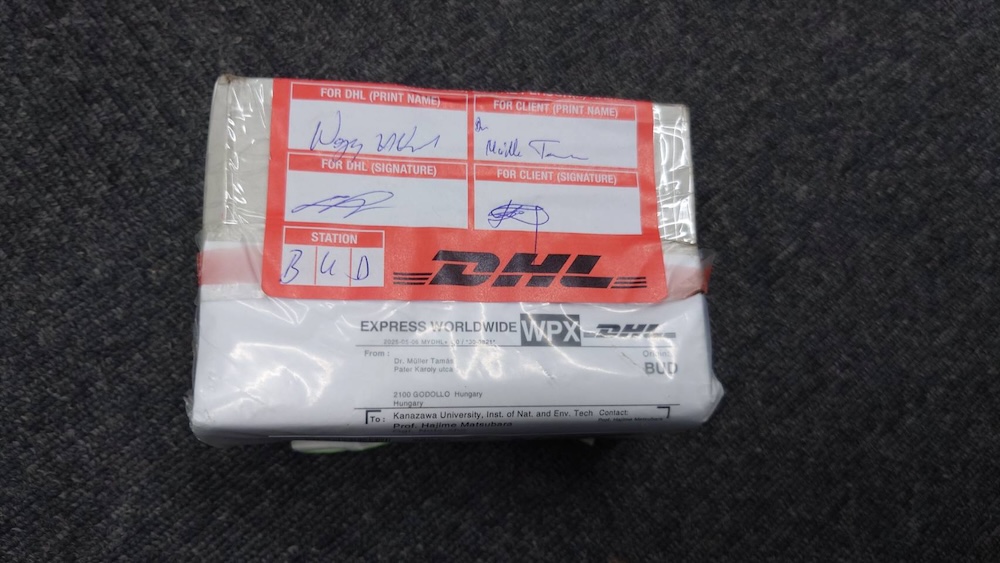 FOR DHL (PRINT NAME)
FOR CLIENT (PRINT NAME)
Dr.
FOR DHL (SIGNATURE)
FOR CLIENT (SIGNATURE)
STATION
B U D
DHL
EXPRESS WORLDWIDE WPX DHL
From :
Dr. Müller Tamás
Páter Károly utca
BUD
2100 GODOLLO Hungary
Hungary
To : Kanazawa University, Inst. of Nat. and Env. Tech Contact:
Prof. Hajime Matsubara